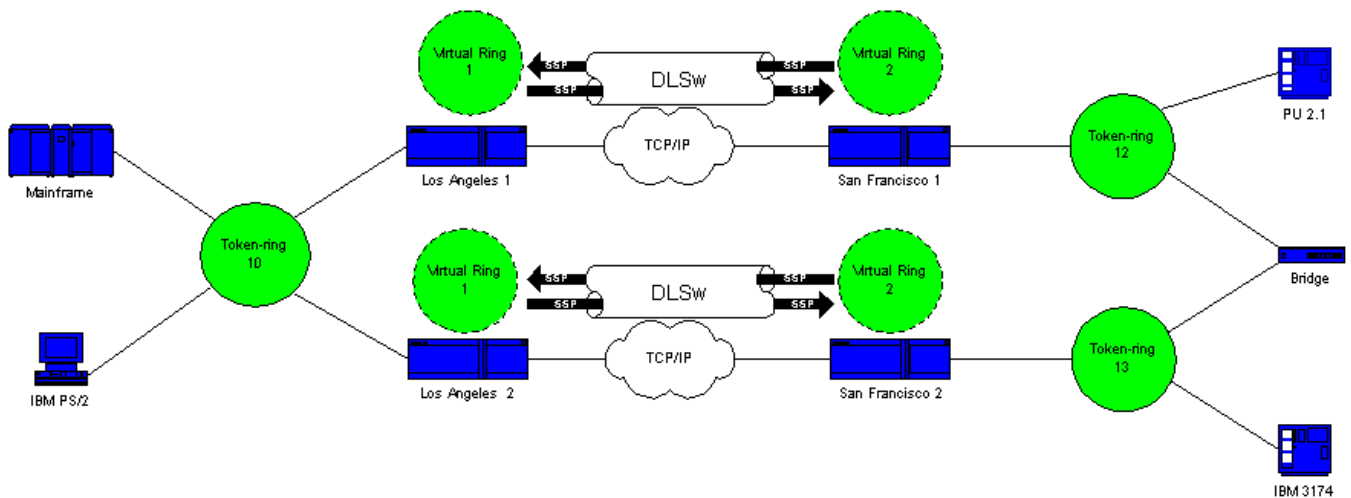 Virtual Ring
1
SSP
SSP
DLSw
SSP
SSP
Virtual Ring
2
PU 2.1
Mainframe
Los Angeles 1
TCP/IP
San Francisco 1
Token-ring
12
Token-ring
10
Virtual Ring
1
SSP
SSP
DLSw
SSP
SSP
Virtual Ring
2
Bridge
IBM PS/2
Los Angeles 2
TCP/IP
San Francisco 2
Token-ring
13
IBM 3174